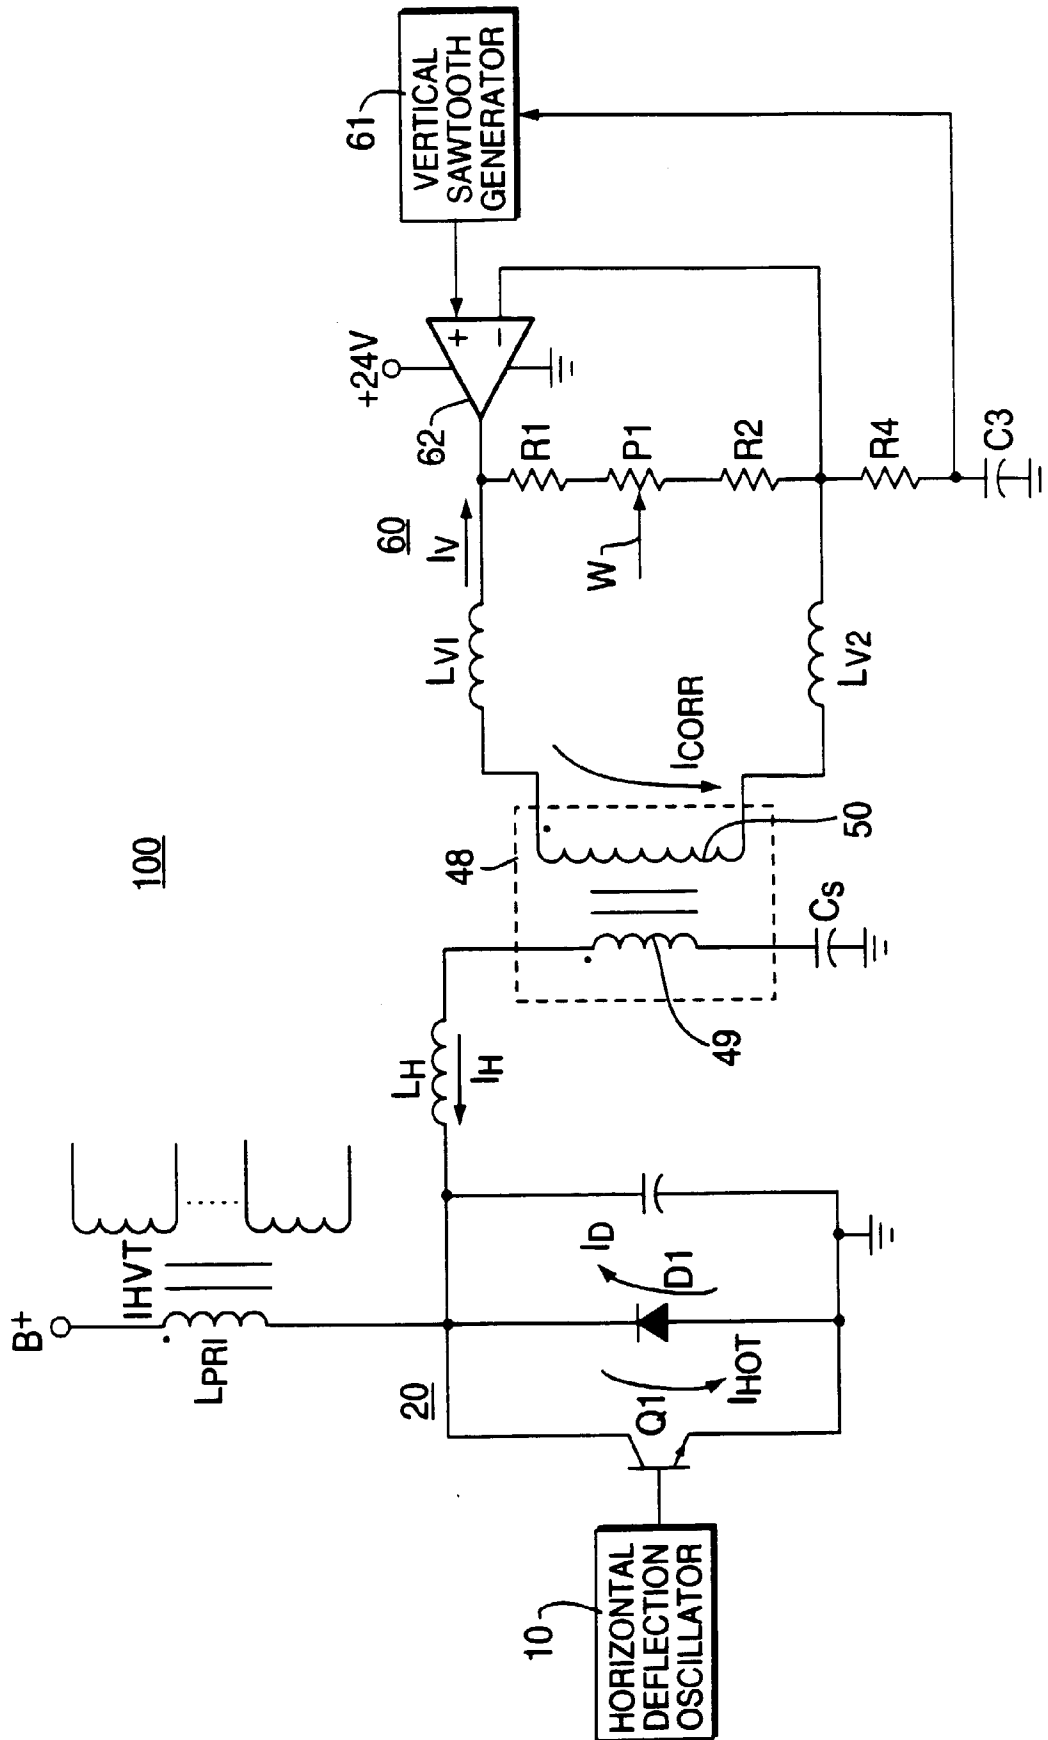 100
B+
IHVT
LPRI
20
LH
IH
ID
D1
Q1
IHOT
10
HORIZONTAL
DEFLECTION
OSCILLATOR
48
49
50
CS
ICORR
LV1
LV2
IV
60
W
R1
P1
R2
R4
C3
62
+24V
+
−
61
VERTICAL
SAWTOOTH
GENERATOR